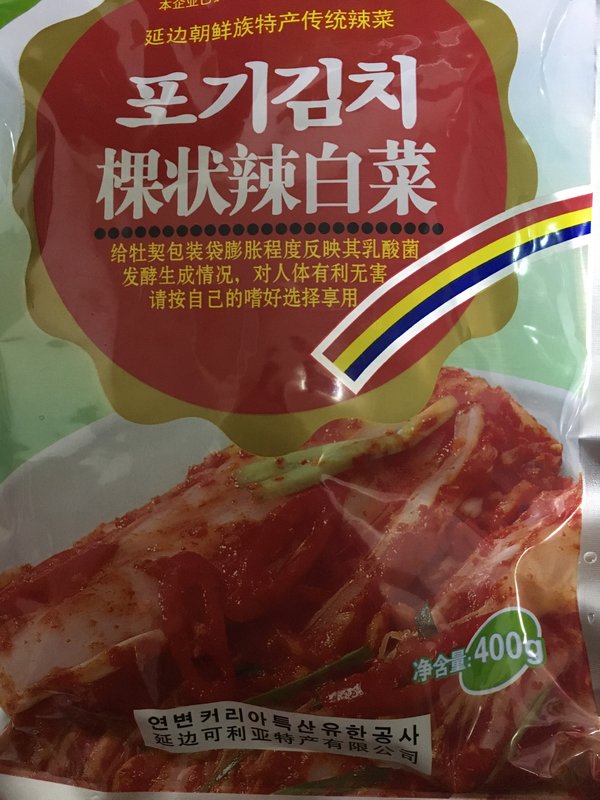 本企业已
延边朝鲜族特产传统辣菜
포기김치
棵状辣白菜
给牡契包装袋膨胀程度反映其乳酸菌
发酵生成情况，对人体有利无害
请按自己的嗜好选择享用
净含量:400g
연변커리아특산유한공사
延边可利亚特产有限公司